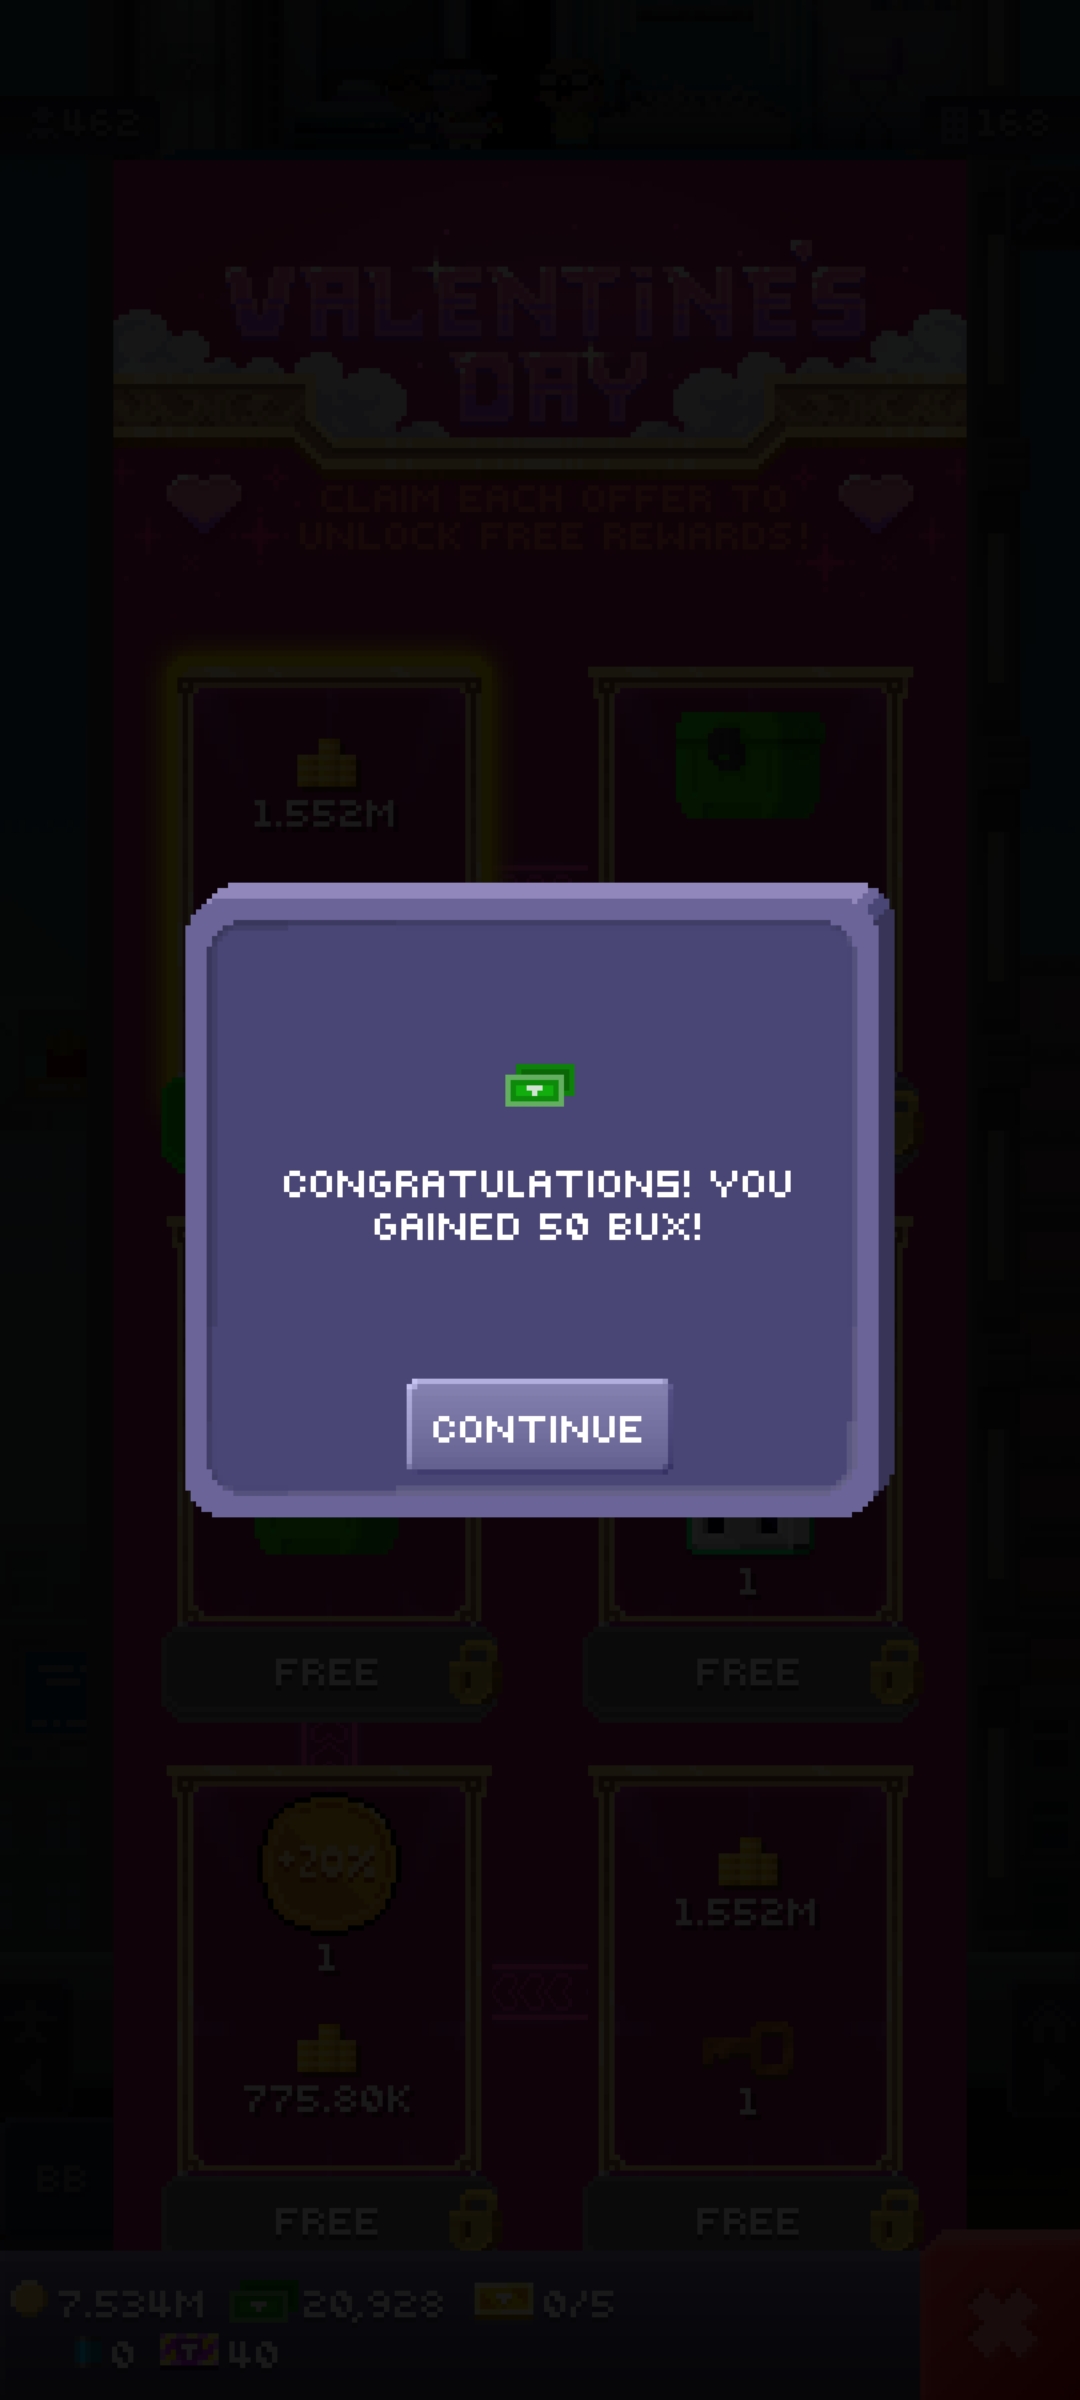 462
168
VALENTINE'S
DAY
CLAIM EACH OFFER TO
UNLOCK FREE REWARDS!
1.552M
CONGRATULATIONS! YOU
GAINED 50 BUX!
CONTINUE
1
FREE
FREE
+20%
1
1.552M
775.80K
1
BB
FREE
FREE
7.534M
20,928
0/5
0
40